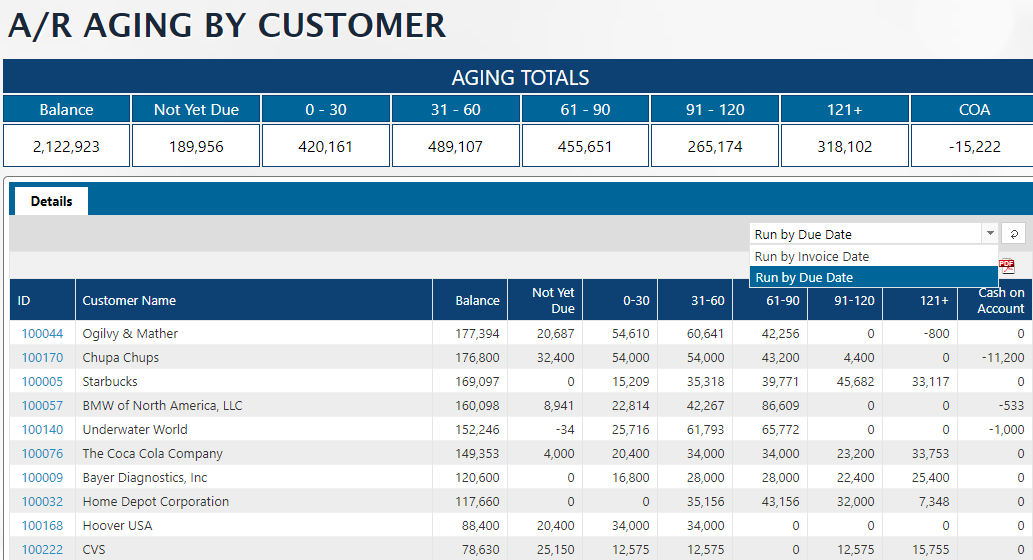 A/R AGING BY CUSTOMER
AGING TOTALS
Balance Not Yet Due 0 - 30 31 - 60 61 - 90 91 - 120 121+ COA
2,122,923 189,956 420,161 489,107 455,651 265,174 318,102 -15,222
Details
Run by Due Date
Run by Invoice Date
PDF
Run by Due Date
ID Customer Name Balance Not Yet Due 0-30 31-60 61-90 91-120 121+ Cash on Account
100044 Ogilvy & Mather 177,394 20,687 54,610 60,641 42,256 0 -800 0
100170 Chupa Chups 176,800 32,400 54,000 54,000 43,200 4,400 0 -11,200
100005 Starbucks 169,097 0 15,209 35,318 39,771 45,682 33,117 0
100057 BMW of North America, LLC 160,098 8,941 22,814 42,267 86,609 0 0 -533
100140 Underwater World 152,246 -34 25,716 61,793 65,772 0 0 -1,000
100076 The Coca Cola Company 149,353 4,000 20,400 34,000 34,000 23,200 33,753 0
100009 Bayer Diagnostics, Inc 120,600 0 16,800 28,000 28,000 22,400 25,400 0
100032 Home Depot Corporation 117,660 0 0 35,156 43,156 32,000 7,348 0
100168 Hoover USA 88,400 20,400 34,000 34,000 0 0 0 0
100222 CVS 78,630 25,150 12,575 12,575 0 12,575 15,755 0